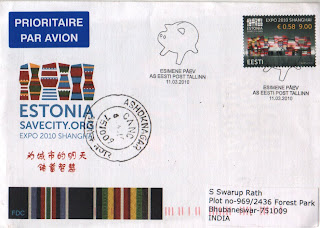 PRIORITAIRE
PAR AVION
EXPO 2010 SHANGHAI
ESTONIA
€ 0.58 9.00
EESTI
ESIMENE PÄEV
AS EESTI POST TALLINN
11.03.2010
ESIMENE PÄEV
AS EESTI POST TALLINN
11.03.2010
ESTONIA
SAVECITY.ORG
EXPO 2010 SHANGHAI
为城市的明天
储蓄智慧
ASHOKNAGAR
FDC
S Swarup Rath
Plot no-969/2436 Forest Park
Bhubaneswar-751009
INDIA